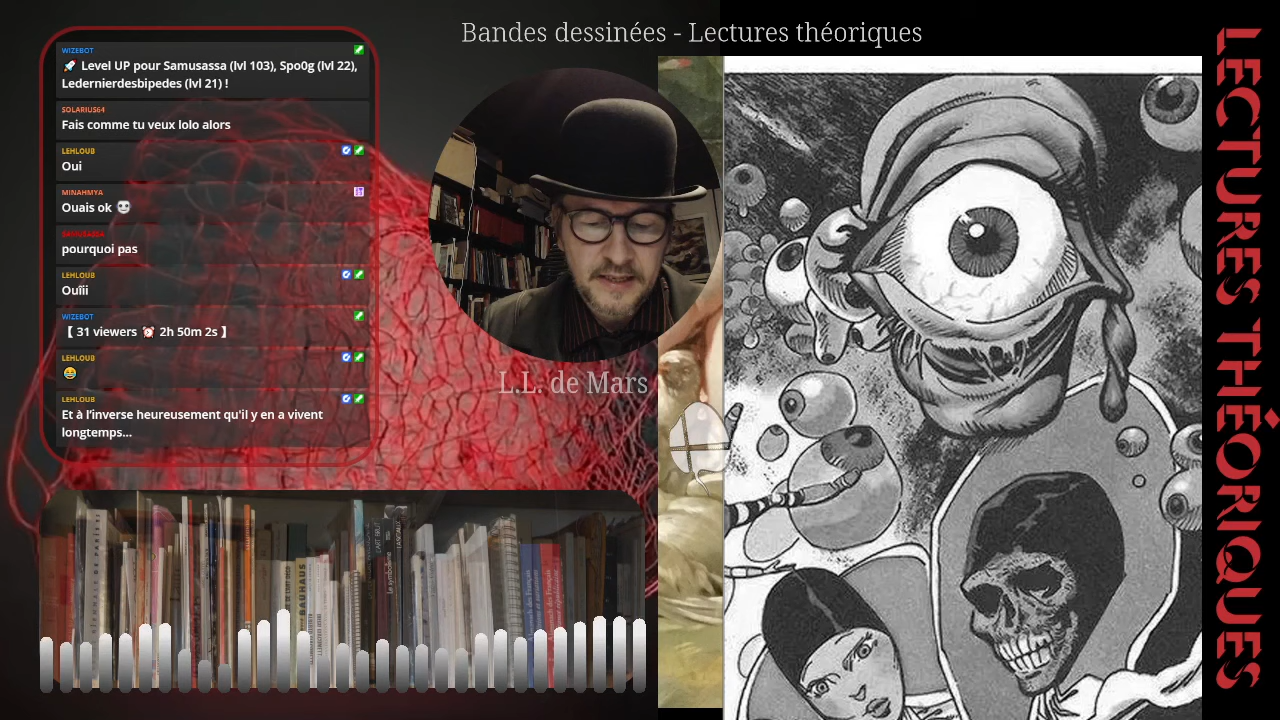 Bandes dessinées - Lectures théoriques
WIZEBOT
Level UP pour Samusassa (lvl 103), Spo0g (lvl 22),
Ledernierdesbipedes (lvl 21) !
SOLARIUS64
Fais comme tu veux lolo alors
LEHLOUB
Oui
MINAHMYA
Ouais ok
pourquoi pas
LEHLOUB
Ouîîi
WIZEBOT
【 31 viewers ⏰ 2h 50m 2s 】
LEHLOUB
😂
LEHLOUB
Et à l'inverse heureusement qu'il y en a vivent
longtemps...
L.L. de Mars
BAUHAUS
LECTURES THÉORIQUES